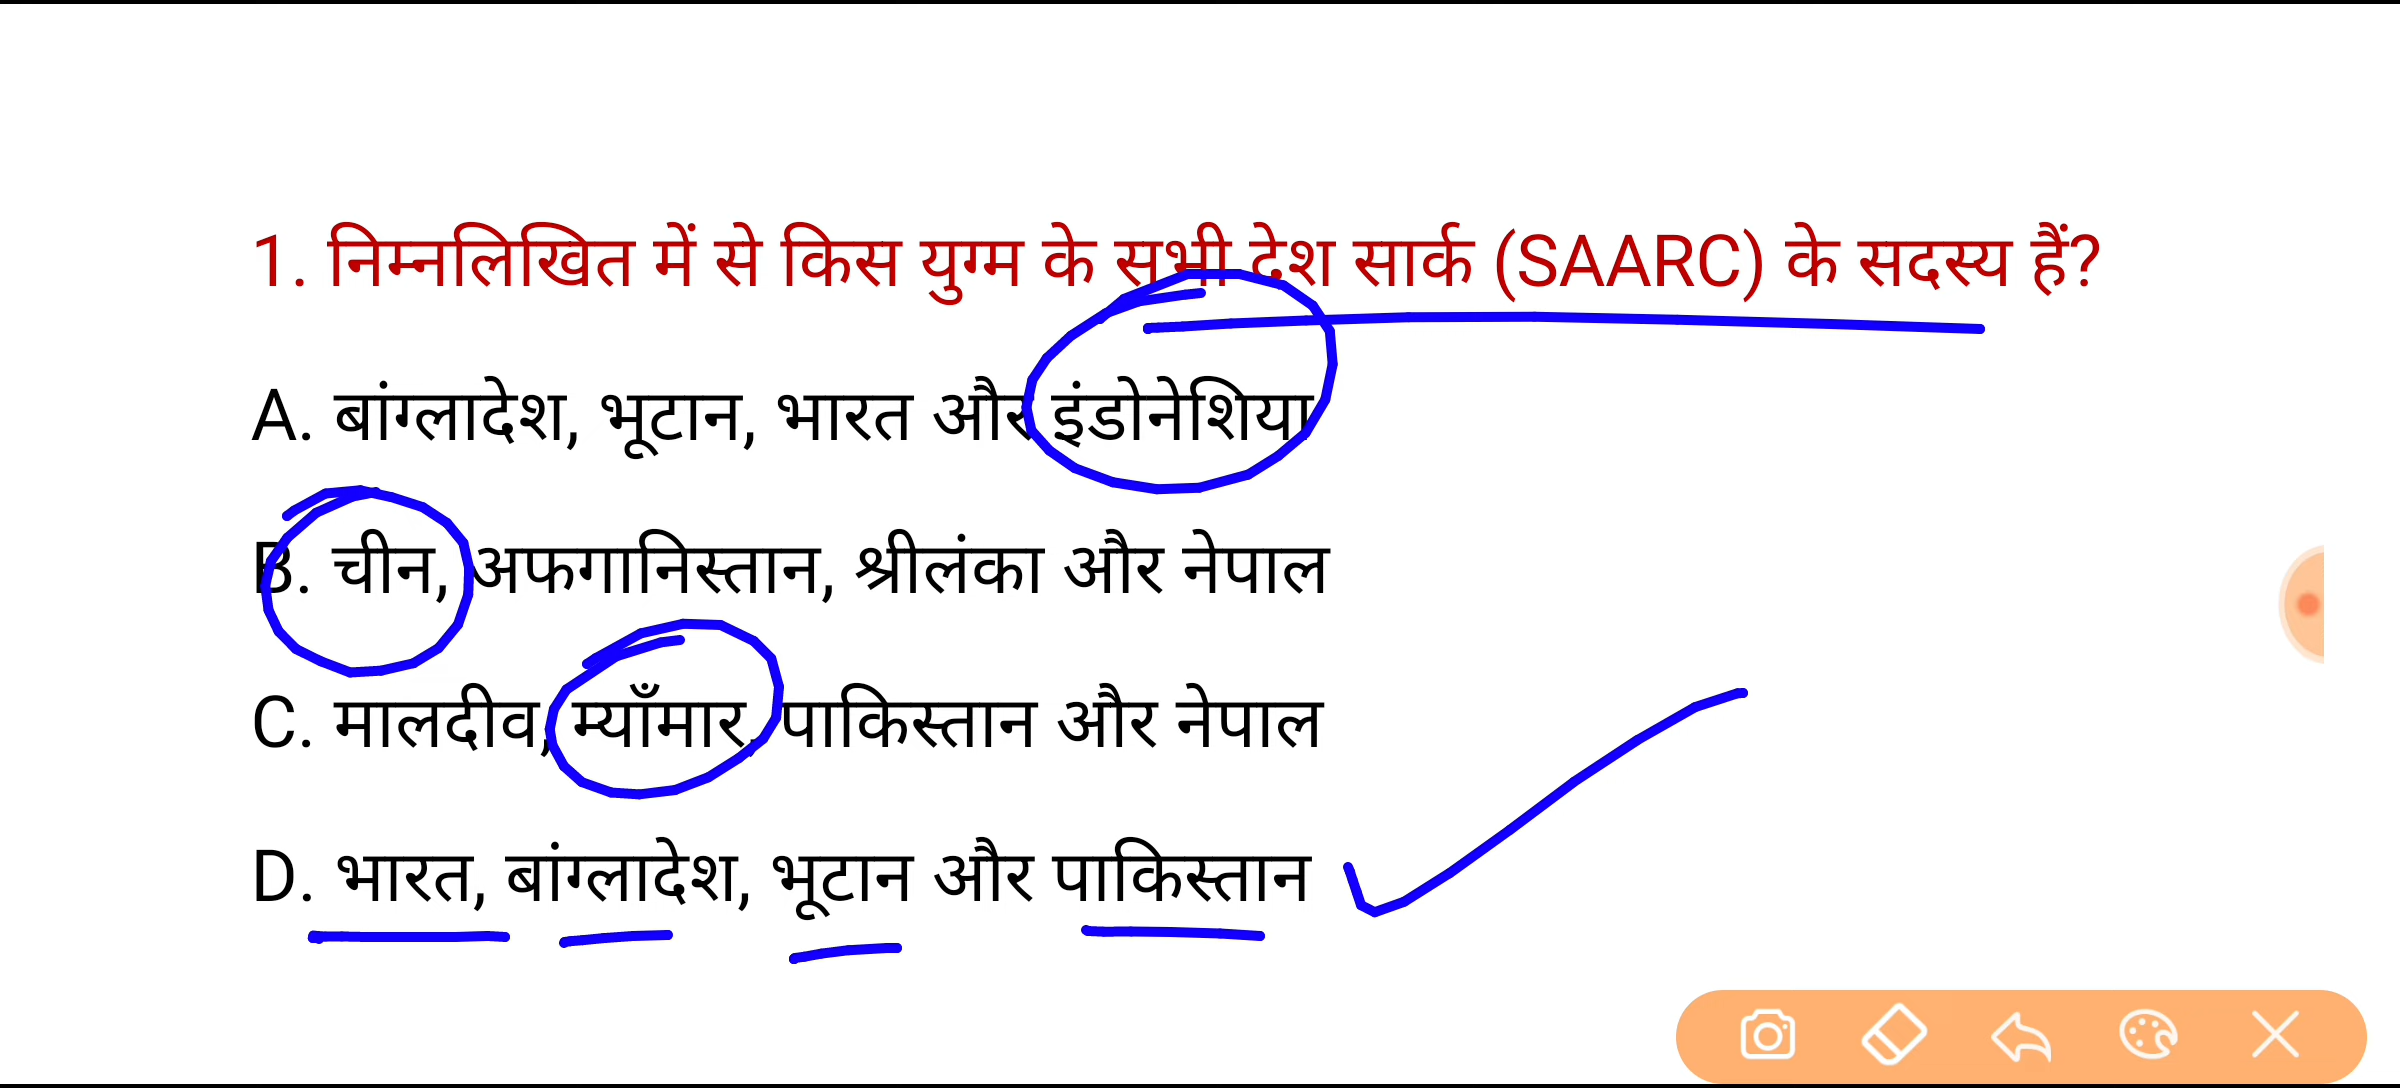 1. निम्नलिखित में से किस युग्म के सभी देश सार्क (SAARC) के सदस्य हैं?
A. बांग्लादेश, भूटान, भारत और इंडोनेशिया
B. चीन, अफगानिस्तान, श्रीलंका और नेपाल
C. मालदीव, म्याँमार, पाकिस्तान और नेपाल
D. भारत, बांग्लादेश, भूटान और पाकिस्तान